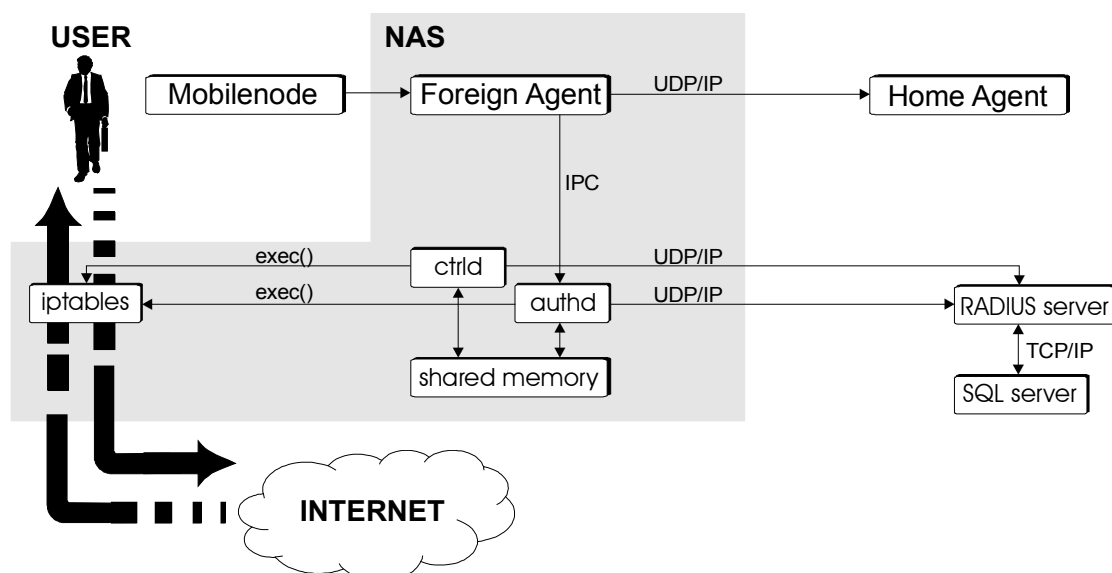 USER
NAS
Mobilenode
Foreign Agent
UDP/IP
Home Agent
IPC
exec()
ctrld
UDP/IP
iptables
exec()
authd
UDP/IP
RADIUS server
TCP/IP
shared memory
SQL server
INTERNET